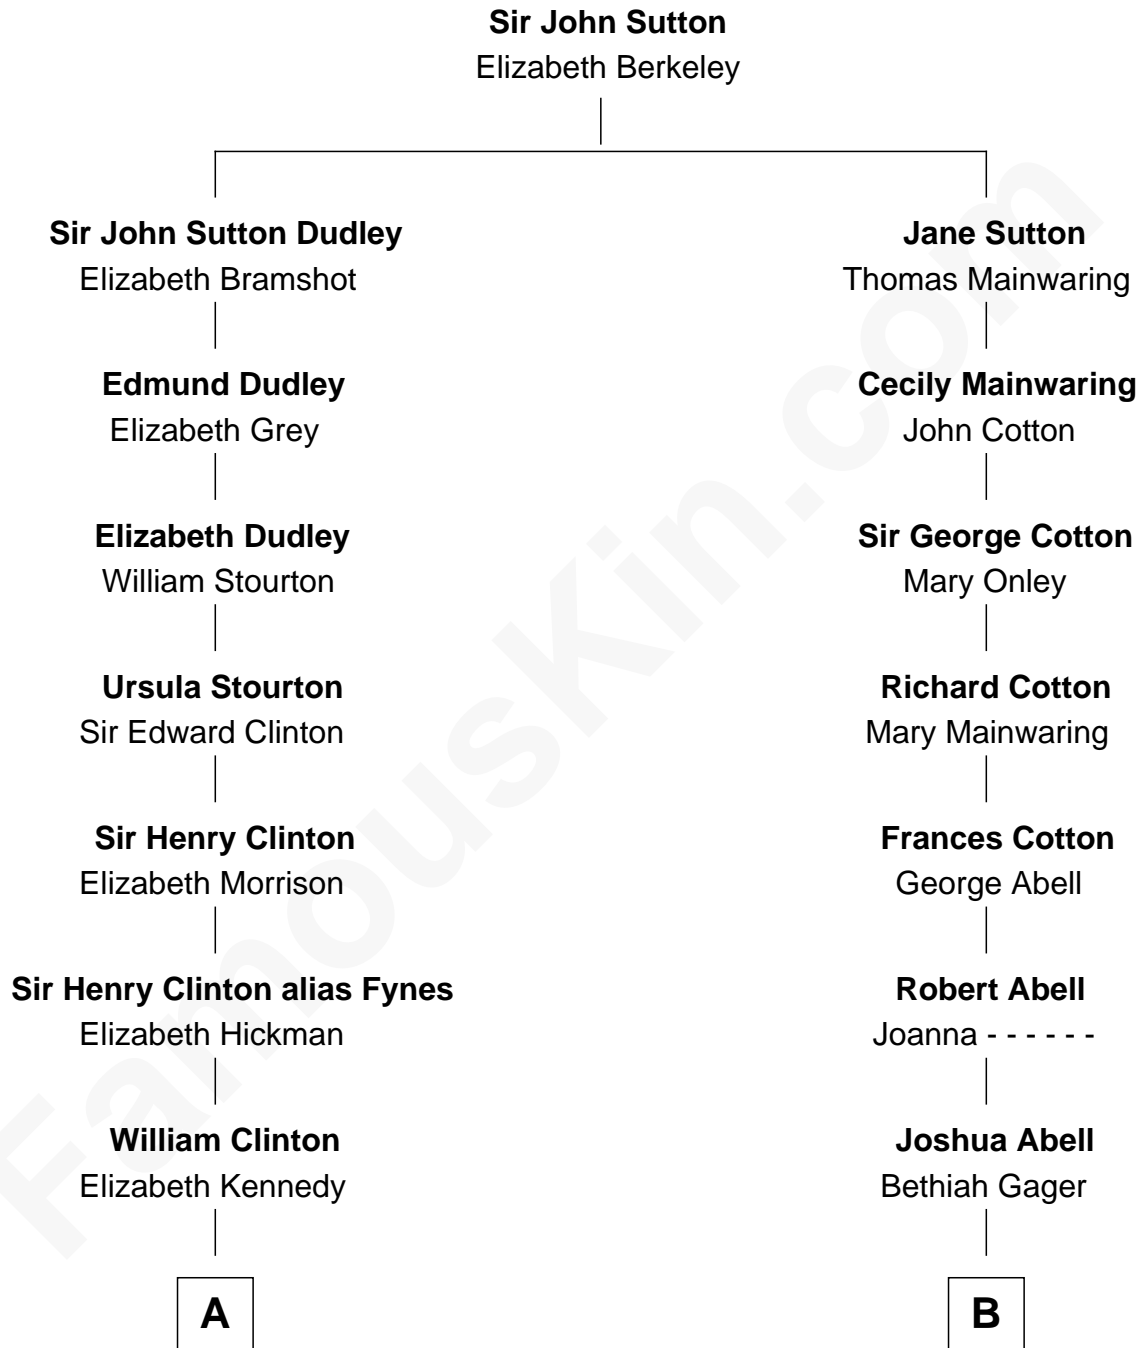 Sir John Sutton
Elizabeth Berkeley
Sir John Sutton Dudley
Elizabeth Bramshot
Jane Sutton
Thomas Mainwaring
Edmund Dudley
Elizabeth Grey
Cecily Mainwaring
John Cotton
Elizabeth Dudley
William Stourton
Sir George Cotton
Mary Onley
Ursula Stourton
Sir Edward Clinton
Richard Cotton
Mary Mainwaring
Sir Henry Clinton
Elizabeth Morrison
Frances Cotton
George Abell
Sir Henry Clinton alias Fynes
Elizabeth Hickman
Robert Abell
Joanna - - - - - -
William Clinton
Elizabeth Kennedy
Joshua Abell
Bethiah Gager
A
B
FamousKin.com